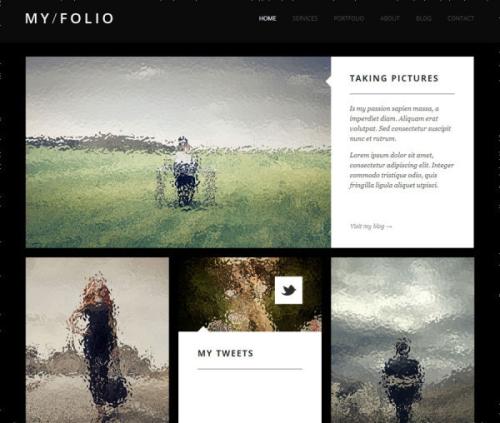 MY/FOLIO
HOME SERVICES PORTFOLIO ABOUT BLOG CONTACT
TAKING PICTURES
Is my passion sapien massa, a
imperdiet diam. Aliquam erat
volutpat. Sed consectetur suscipit
nunc et rutrum.
Lorem ipsum dolor sit amet,
consectetur adipiscing elit. Integer
commodo tristique odio, quis
fringilla ligula aliquet utpisci.
Visit my blog →
MY TWEETS